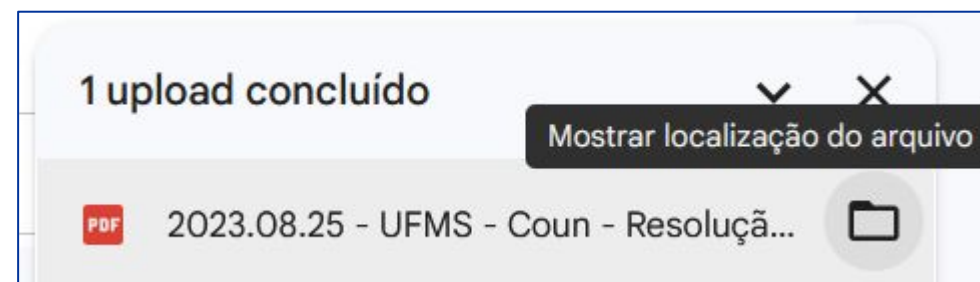 1 upload concluído
Mostrar localização do arquivo
PDF 2023.08.25 - UFMS - Coun - Resoluçã...